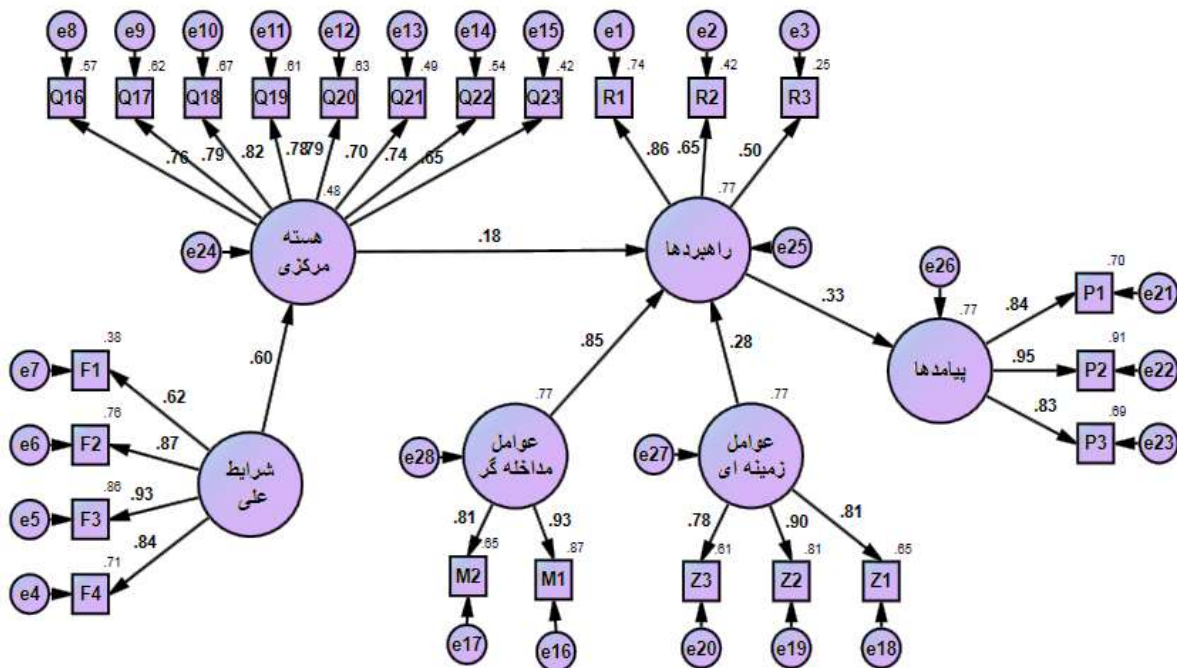 e8 e9 e10 e11 e12 e13 e14 e15 e1 e2 e3
.57 .62 .67 .61 .63 .49 .54 .42 .74 .42 .25
Q16 Q17 Q18 Q19 Q20 Q21 Q22 Q23 R1 R2 R3
.76 .79 .82 .78 .79 .70 .74 .65 .86 .65 .50
.48 .77
هسته
مرکزی
راهبردها
e24 .18 e25
e26
.70
P1 e21
.84
.33
.77
.91
پیامدها
.95 P2 e22
.83
.69
P3 e23
.60 .85 .28
.38
e7 F1
.62
.76
e6 F2
.87
.86
e5 F3
.93
.84
.71
e4 F4
شرایط
علی
.77 .77
عوامل
مداخله گر
e28
عوامل
زمینه ای
e27
.81 .93 .78 .90 .81
.65 .87 .61 .81 .65
M2 M1 Z3 Z2 Z1
e17 e16 e20 e19 e18